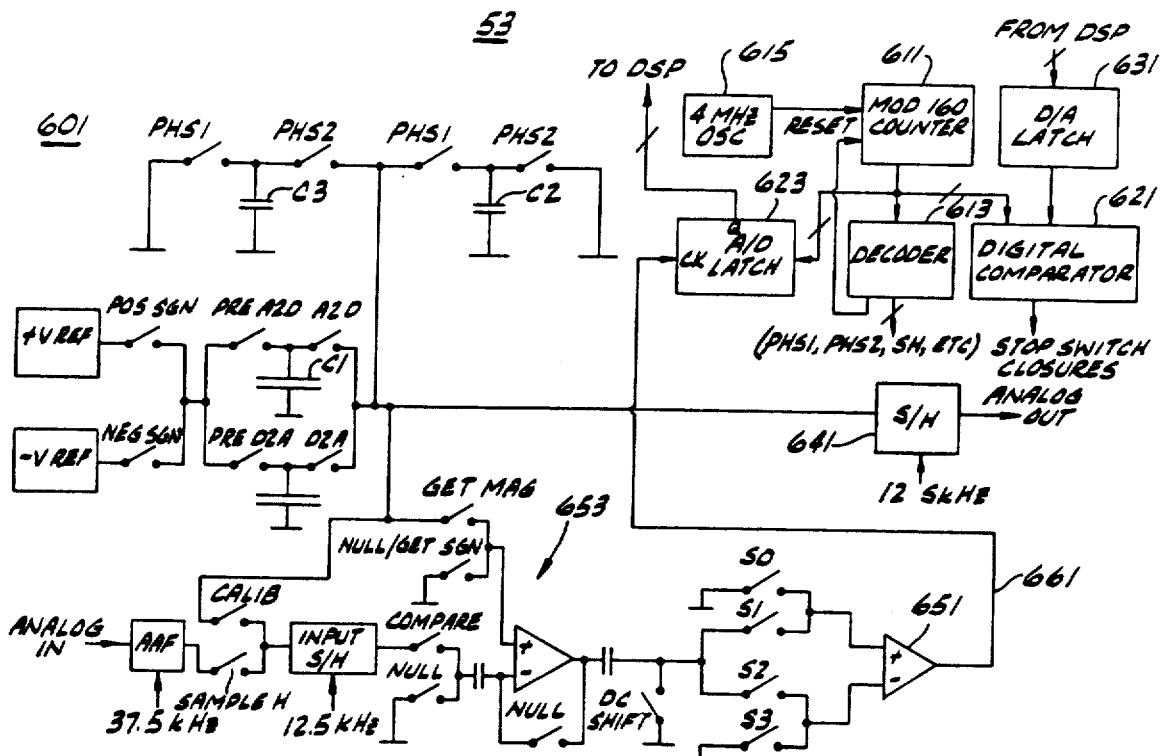 53
FROM DSP
TO DSP
615
611
631
601
4 MHZ
OSC
RESET
MOD 160
COUNTER
D/A
LATCH
PHS1
PHS2
PHS1
PHS2
C3
C2
623
613
621
Q
CK
A/D
LATCH
DECODER
DIGITAL
COMPARATOR
POS SGN
PRE A2D
A2D
+V REF
C1
(PHS1, PHS2, SH, ETC)
STOP SWITCH
CLOSURES
NEG SGN
PRE D2A
D2A
-V REF
S/H
ANALOG
OUT
641
12 5kHz
GET MAG
653
NULL/GET SGN
CALIB
COMPARE
S0
S1
661
651
ANALOG
IN
AAF
INPUT
S/H
+
-
+
-
SAMPLE H
NULL
S2
37.5 kHz
12.5 kHz
NULL
DC
SHIFT
S3